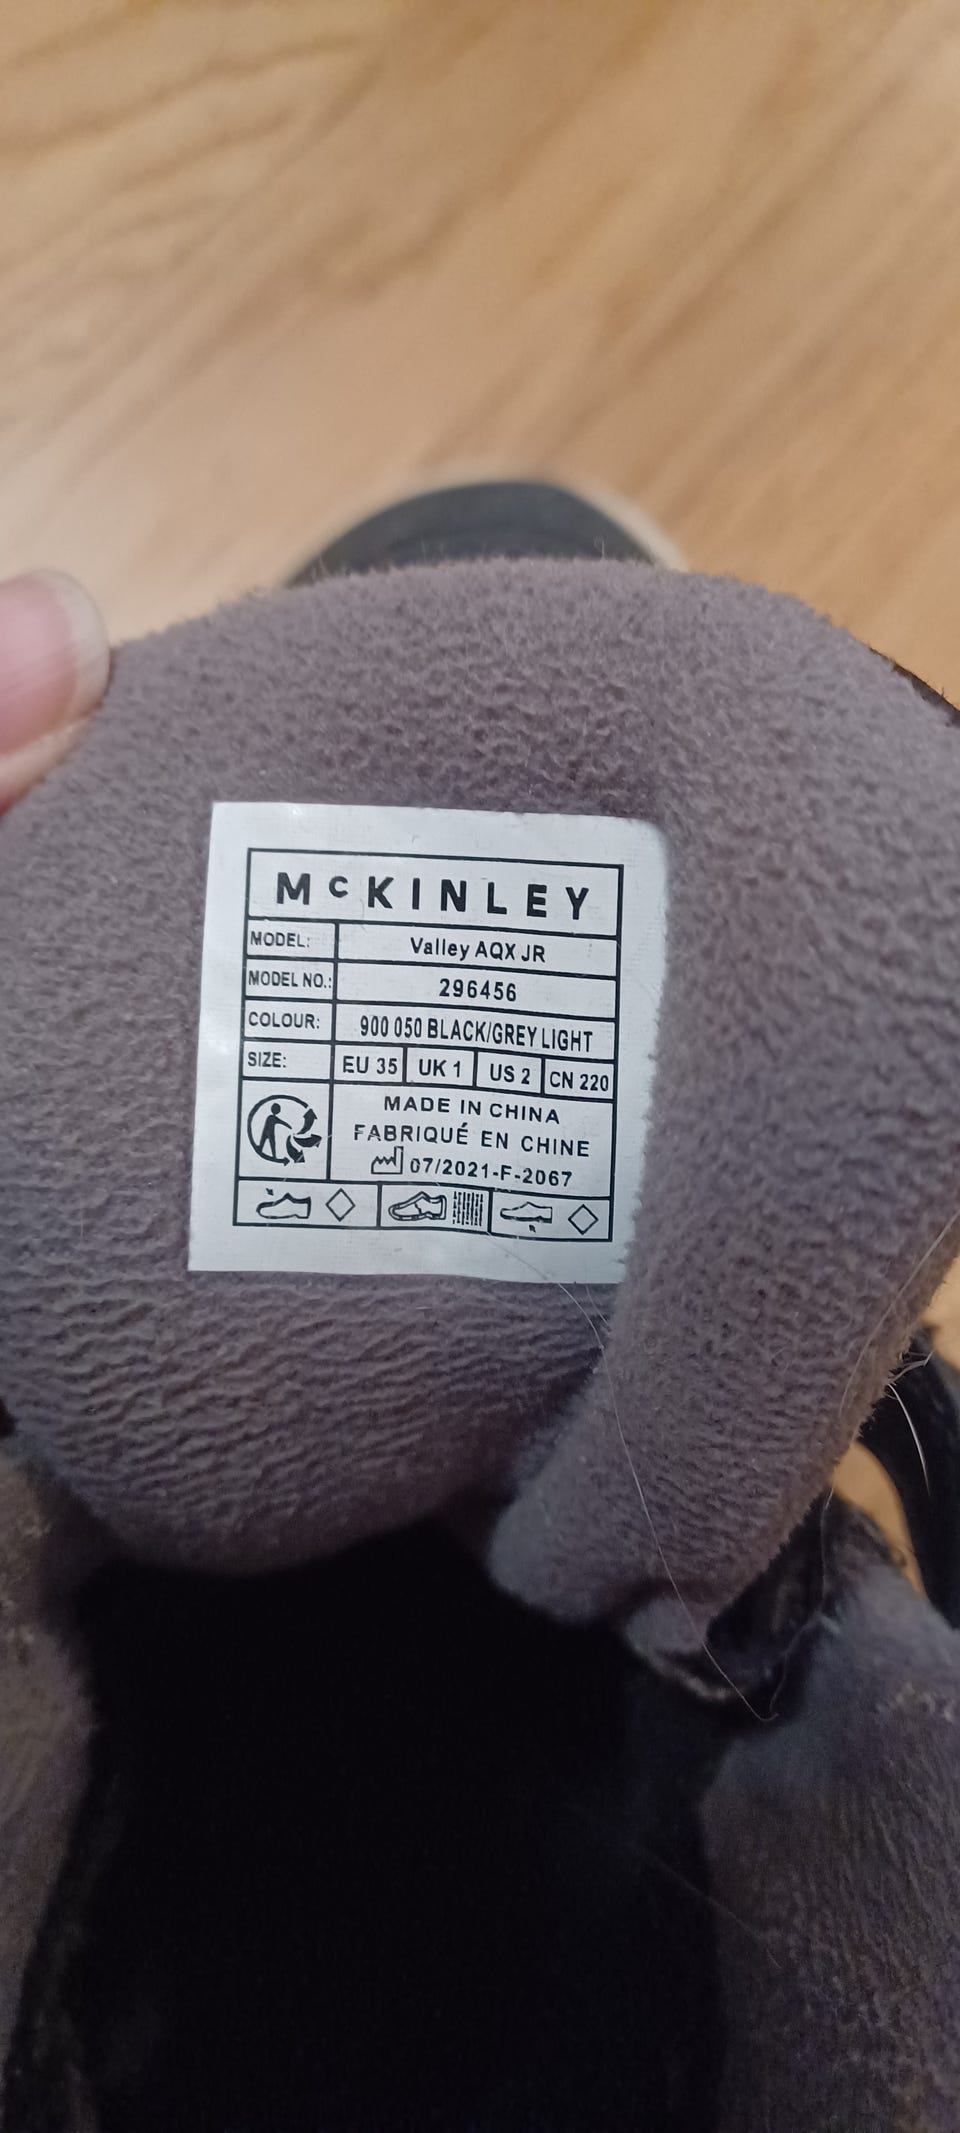 McKINLEY
MODEL: Valley AQX JR
MODEL NO.: 296456
COLOUR: 900 050 BLACK/GREY LIGHT
SIZE: EU 35 UK 1 US 2 CN 220
MADE IN CHINA
FABRIQUÉ EN CHINE
07/2021-F-2067